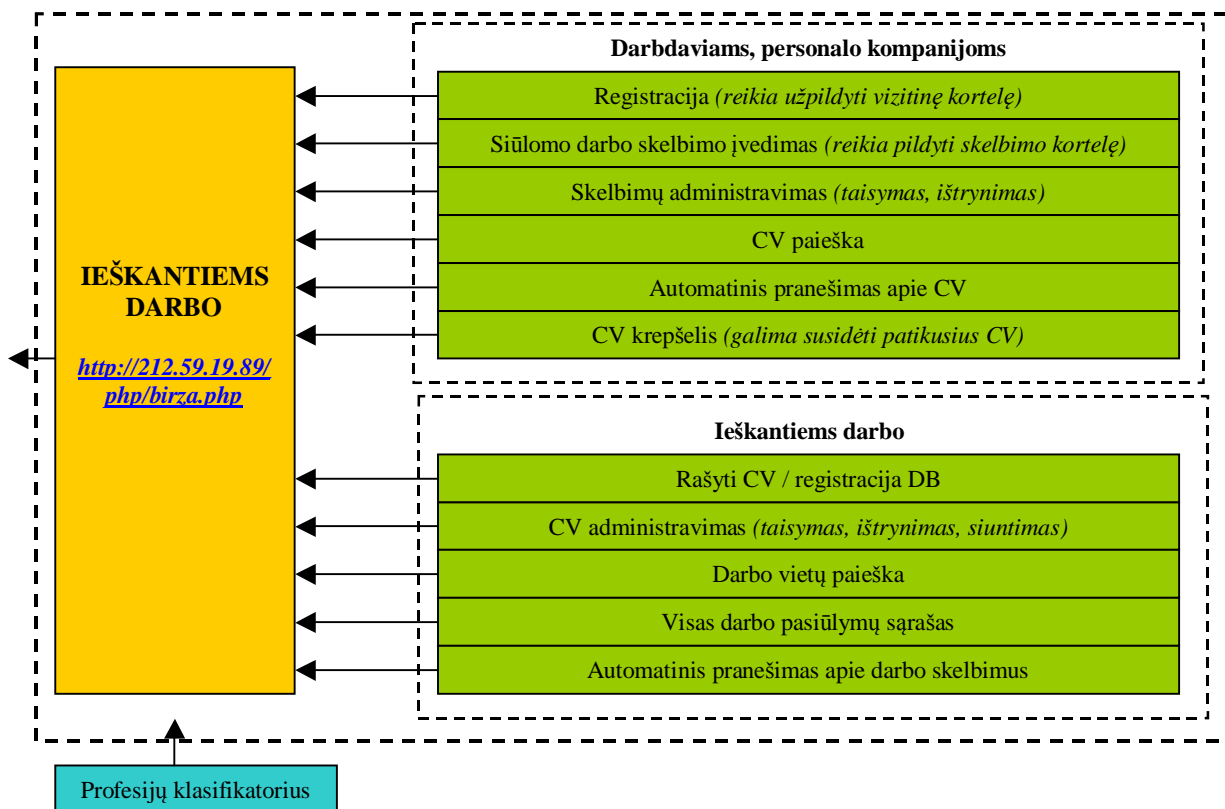 Darbdaviams, personalo kompanijoms
Registracija (reikia užpildyti vizitinę kortelę)
Siūlomo darbo skelbimo įvedimas (reikia pildyti skelbimo kortelę)
Skelbimų administravimas (taisymas, ištrynimas)
CV paieška
Automatinis pranešimas apie CV
CV krepšelis (galima susidėti patikusius CV)
IEŠKANTIEMS
DARBO
http://212.59.19.89/
php/birza.php
Ieškantiems darbo
Rašyti CV / registracija DB
CV administravimas (taisymas, ištrynimas, siuntimas)
Darbo vietų paieška
Visas darbo pasiūlymų sąrašas
Automatinis pranešimas apie darbo skelbimus
Profesijų klasifikatorius